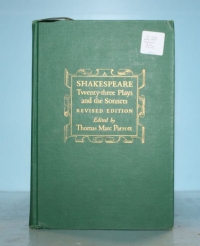 SHAKESPEARE
Twenty-three Plays
and the Sonnets
REVISED EDITION
Edited by
Thomas Marc Parrott